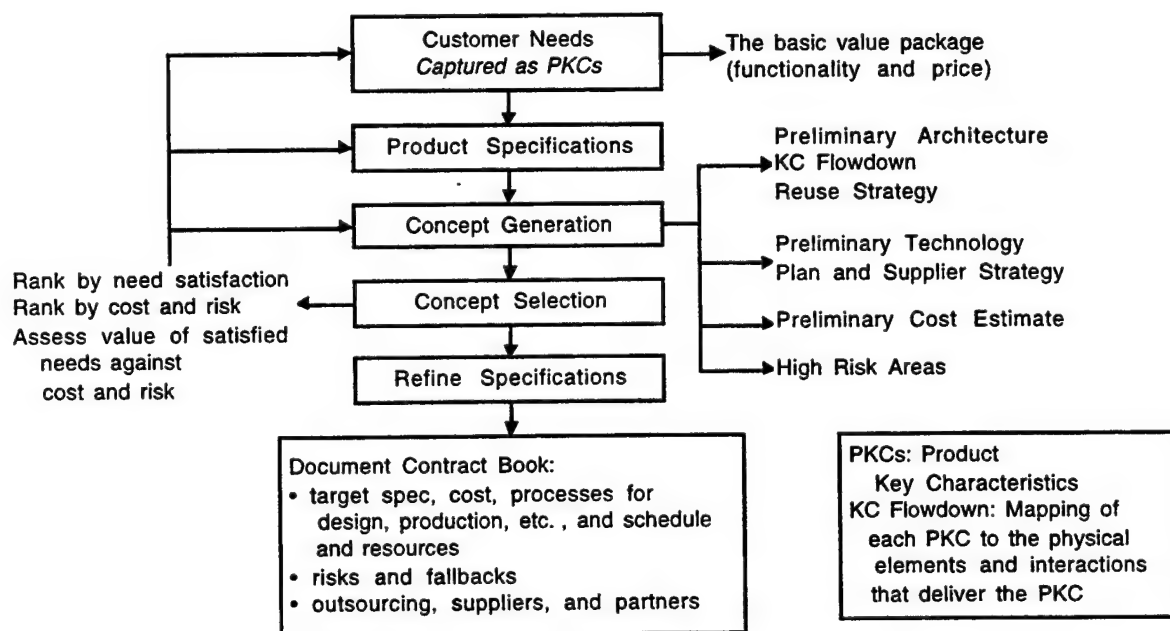 Customer Needs
Captured as PKCs
The basic value package
(functionality and price)
Product Specifications
Preliminary Architecture
KC Flowdown
Reuse Strategy
Concept Generation
Preliminary Technology
Plan and Supplier Strategy
Rank by need satisfaction
Rank by cost and risk
Assess value of satisfied
needs against
cost and risk
Concept Selection
Preliminary Cost Estimate
High Risk Areas
Refine Specifications
Document Contract Book:
• target spec, cost, processes for
design, production, etc., and schedule
and resources
• risks and fallbacks
• outsourcing, suppliers, and partners
PKCs: Product
Key Characteristics
KC Flowdown: Mapping of
each PKC to the physical
elements and interactions
that deliver the PKC